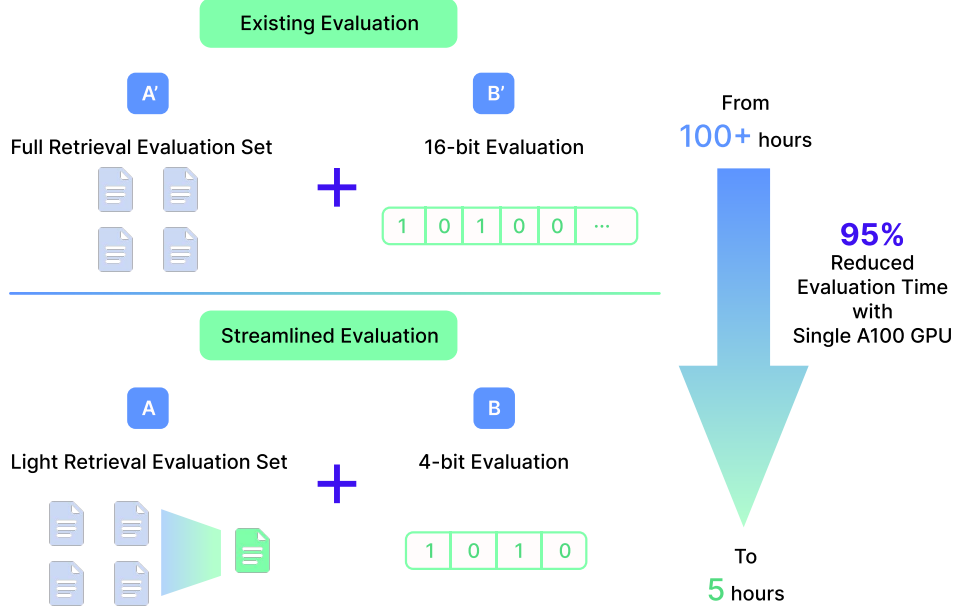 Existing Evaluation
A’
B’
Full Retrieval Evaluation Set
16-bit Evaluation
1 0 1 0 0 ...
Streamlined Evaluation
A
B
Light Retrieval Evaluation Set
4-bit Evaluation
1 0 1 0
From
100+ hours
95%
Reduced
Evaluation Time
with
Single A100 GPU
To
5 hours